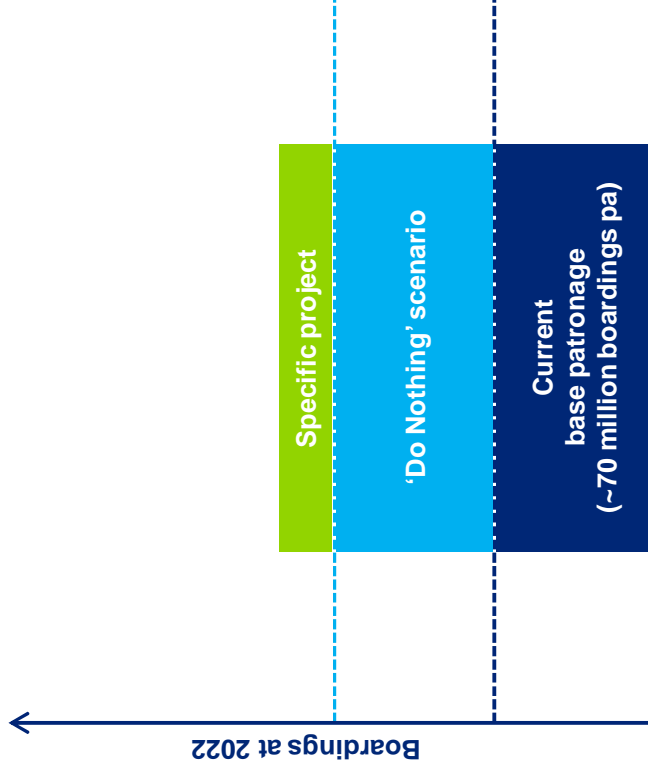 Specific project
‘Do Nothing’ scenario
Current
base patronage
(~70 million boardings pa)
Boardings at 2022